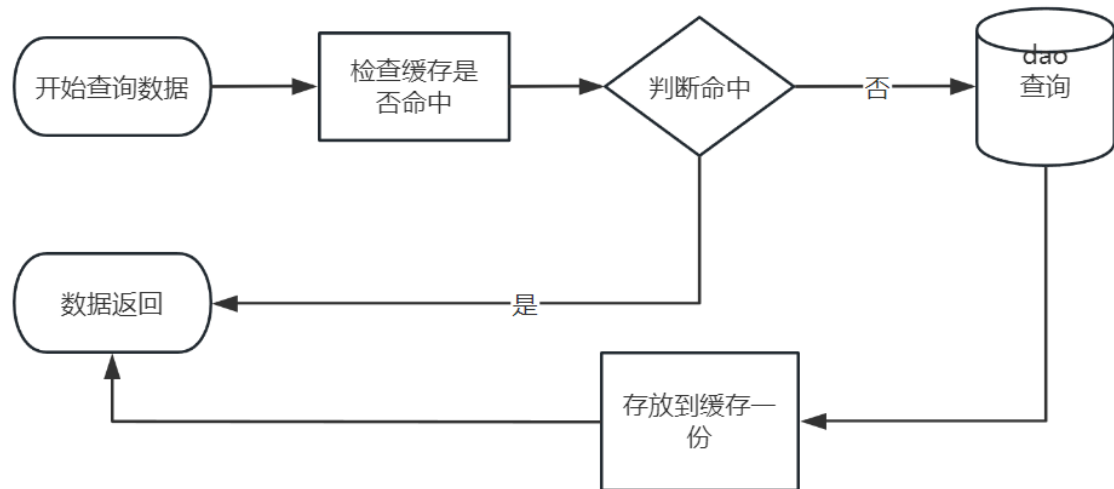 开始查询数据
检查缓存是
否命中
判断命中
否
dao
查询
数据返回
是
存放到缓存一
份